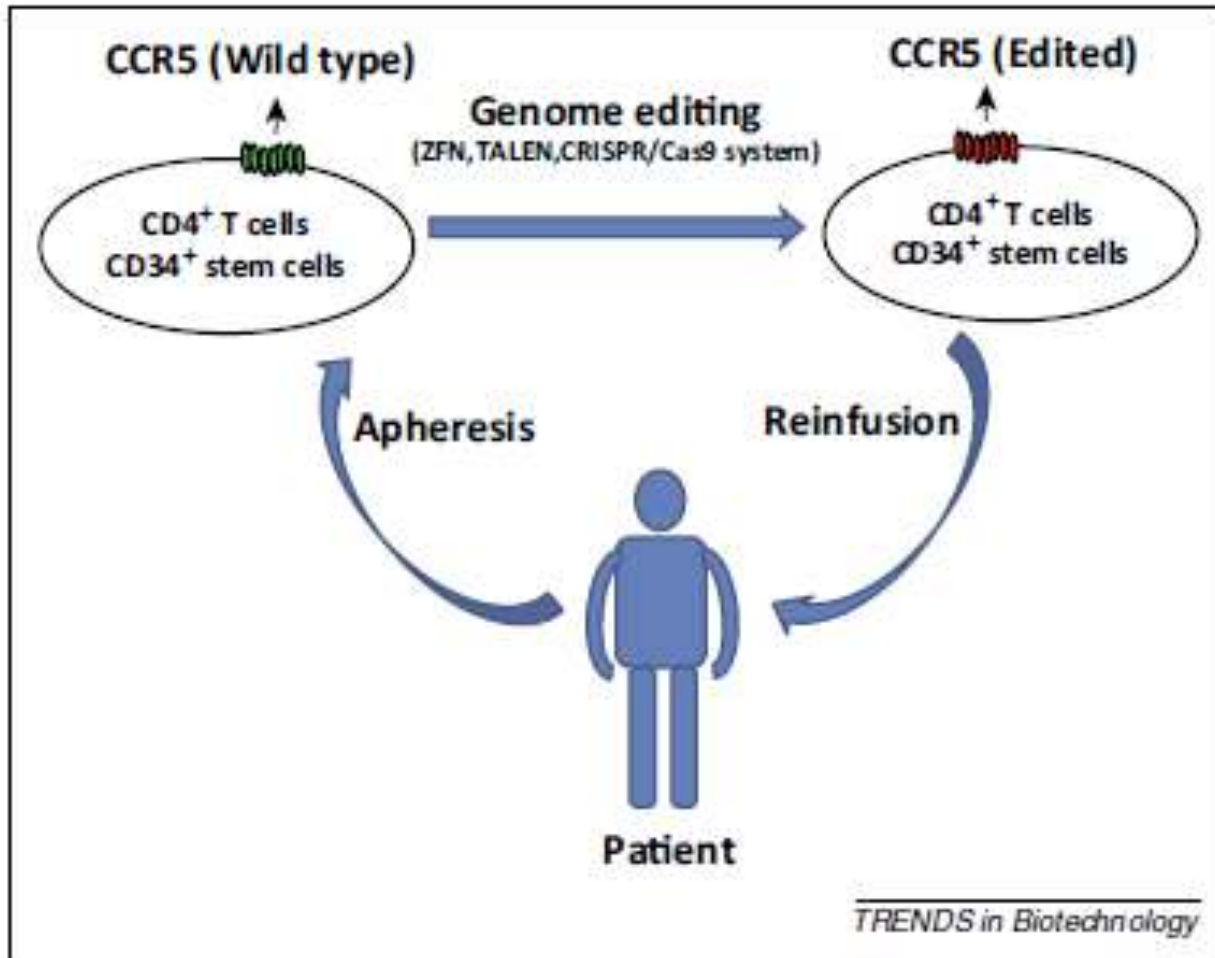 CCR5 (Wild type)
CCR5 (Edited)
Genome editing
(ZFN,TALEN,CRISPR/Cas9 system)
CD4⁺ T cells
CD34⁺ stem cells
CD4⁺ T cells
CD34⁺ stem cells
Apheresis
Reinfusion
Patient
TRENDS in Biotechnology